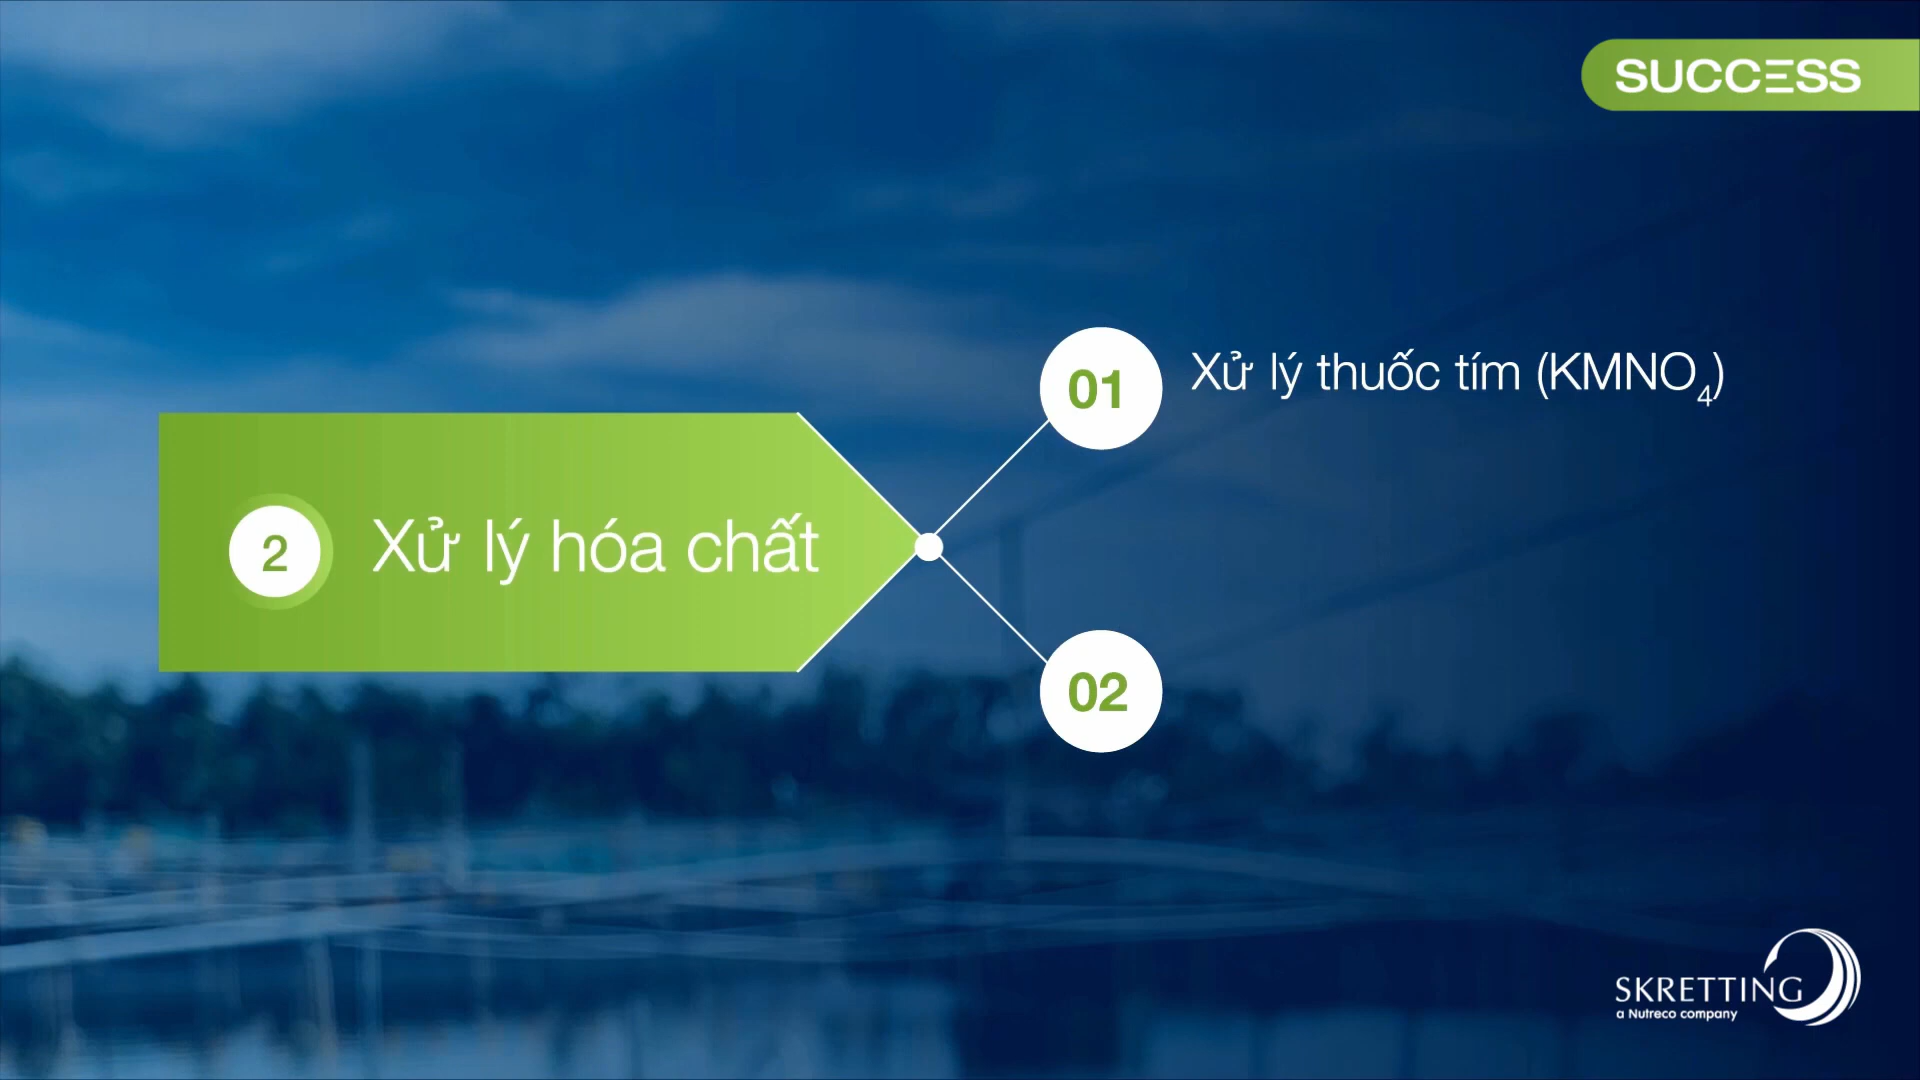 SUCCESS
01
Xử lý thuốc tím (KMNO₄)
2
Xử lý hóa chất
02
SKRETTING
a Nutreco company